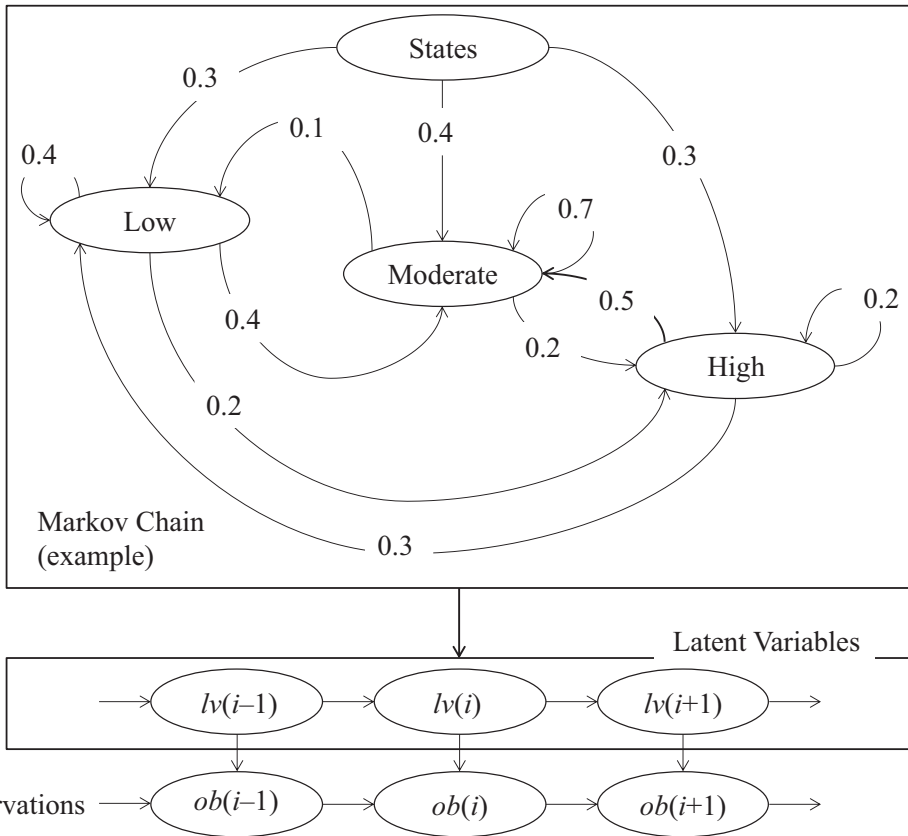 States
0.3
0.4
0.3
0.1
0.4
Low
0.7
Moderate
0.5
0.2
0.4
0.2
High
0.2
Markov Chain
(example)
0.3
Latent Variables
lv(i–1)
lv(i)
lv(i+1)
rvations
ob(i–1)
ob(i)
ob(i+1)